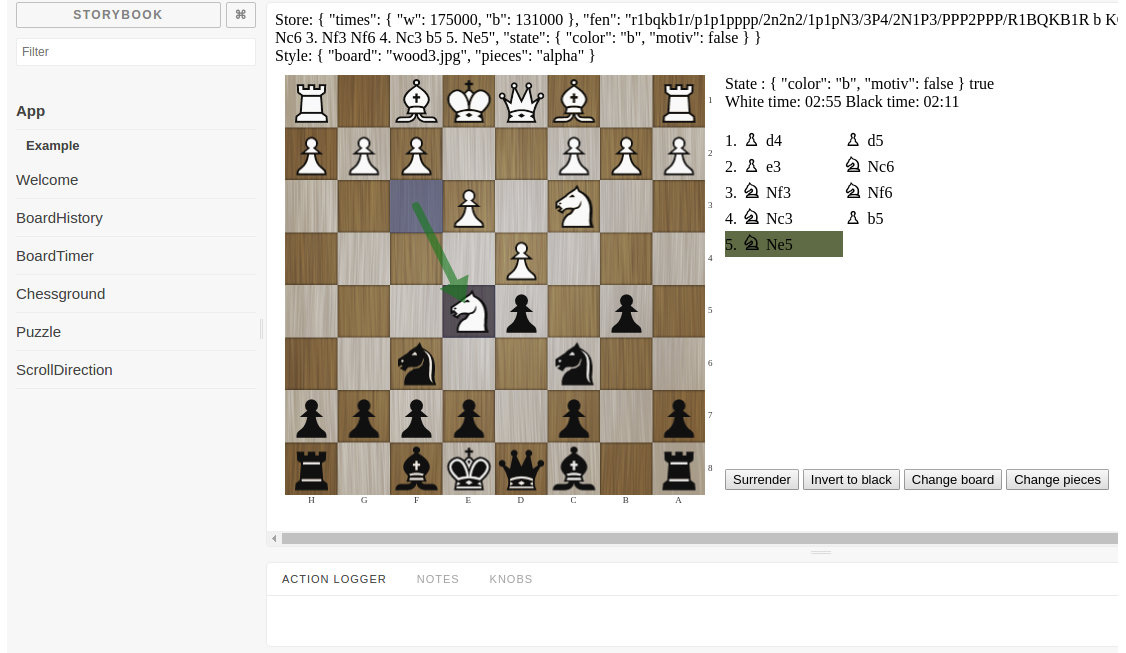 STORYBOOK ⌘
Filter
App
Example
Welcome
BoardHistory
BoardTimer
Chessground
Puzzle
ScrollDirection
Store: { "times": { "w": 175000, "b": 131000 }, "fen": "r1bqkb1r/p1p1pppp/2n2n2/1p1pN3/3P4/2N1P3/PPP2PPP/R1BQKB1R b
Nc6 3. Nf3 Nf6 4. Nc3 b5 5. Ne5", "state": { "color": "b", "motiv": false } }
Style: { "board": "wood3.jpg", "pieces": "alpha" }
1
2
3
4
5
6
7
8
H G F E D C B A
State : { "color": "b", "motiv": false } true
White time: 02:55 Black time: 02:11
1. ♙ d4 ♙ d5
2. ♙ e3 ♘ Nc6
3. ♘ Nf3 ♘ Nf6
4. ♘ Nc3 ♙ b5
5. ♘ Ne5
Surrender Invert to black Change board Change pieces
ACTION LOGGER NOTES KNOBS